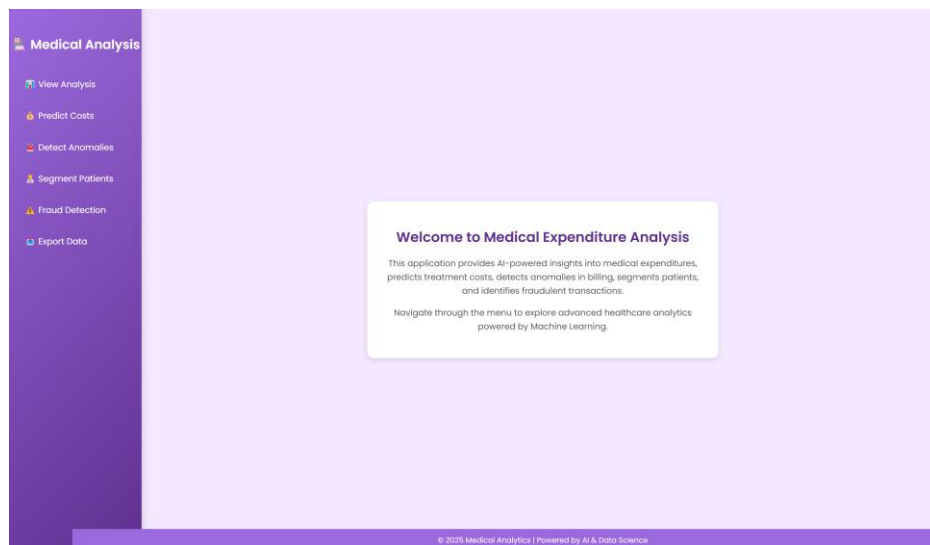 Medical Analysis
View Analysis
Predict Costs
Detect Anomalies
Segment Patients
Fraud Detection
Export Data
Welcome to Medical Expenditure Analysis
This application provides AI-powered insights into medical expenditures,
predicts treatment costs, detects anomalies in billing, segments patients,
and identifies fraudulent transactions.
Navigate through the menu to explore advanced healthcare analytics
powered by Machine Learning.
© 2025 Medical Analytics | Powered by AI & Data Science